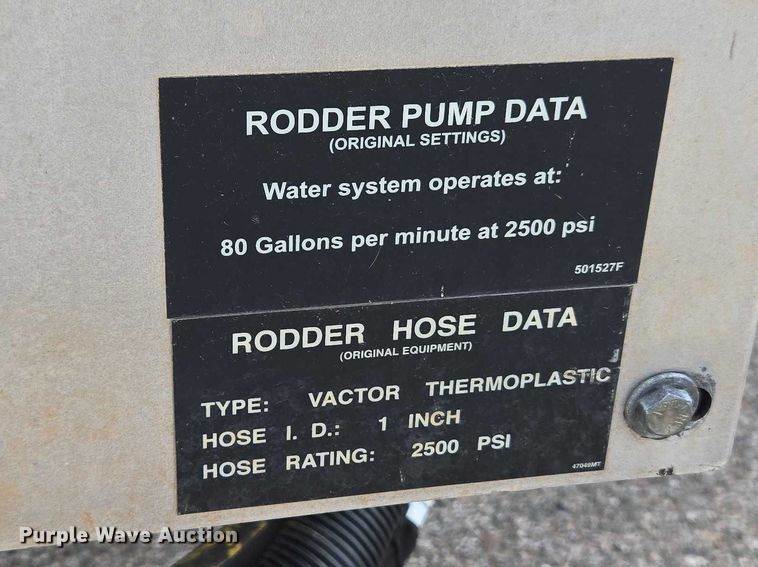 RODDER PUMP DATA
(ORIGINAL SETTINGS)
Water system operates at:
80 Gallons per minute at 2500 psi
501527F
RODDER HOSE DATA
(ORIGINAL EQUIPMENT)
TYPE: VACTOR THERMOPLASTIC
HOSE I. D.: 1 INCH
HOSE RATING: 2500 PSI
47049MT
Purple Wave Auction